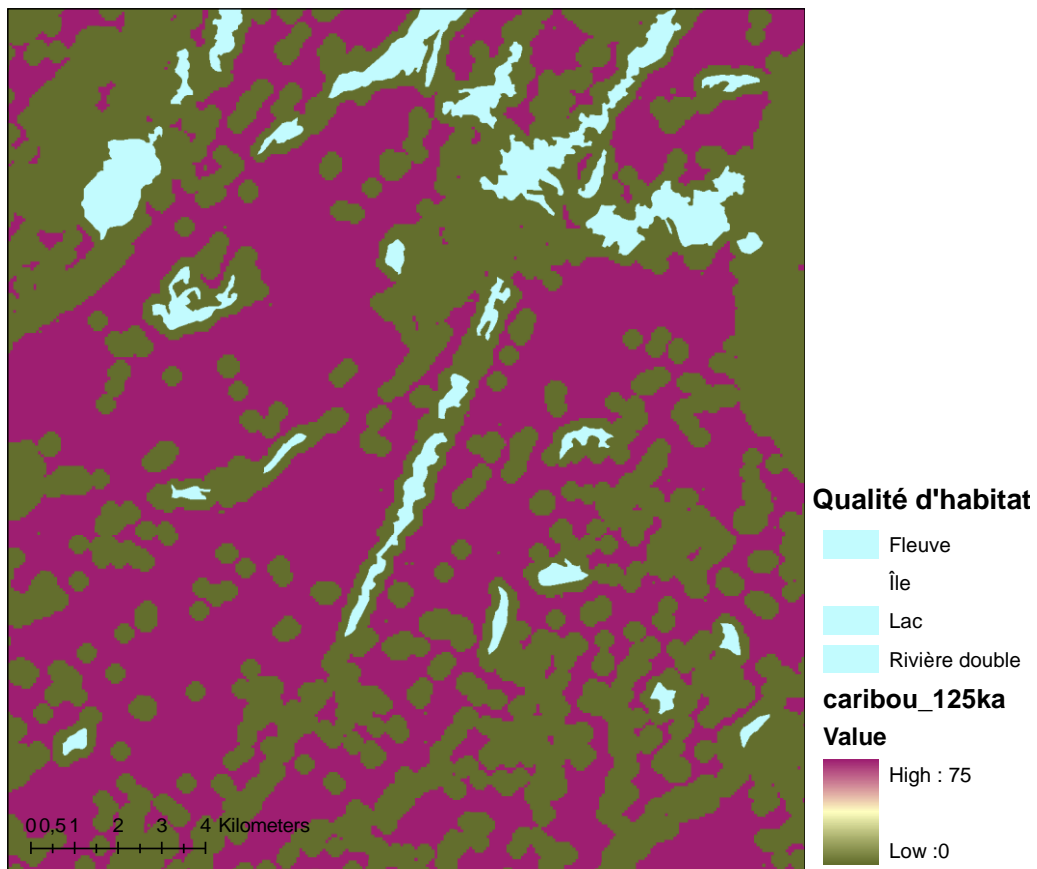 Qualité d'habitat
Fleuve
Île
Lac
Rivière double
caribou_125ka
Value
High : 75
Low :0
0 0,5 1 2 3 4 Kilometers